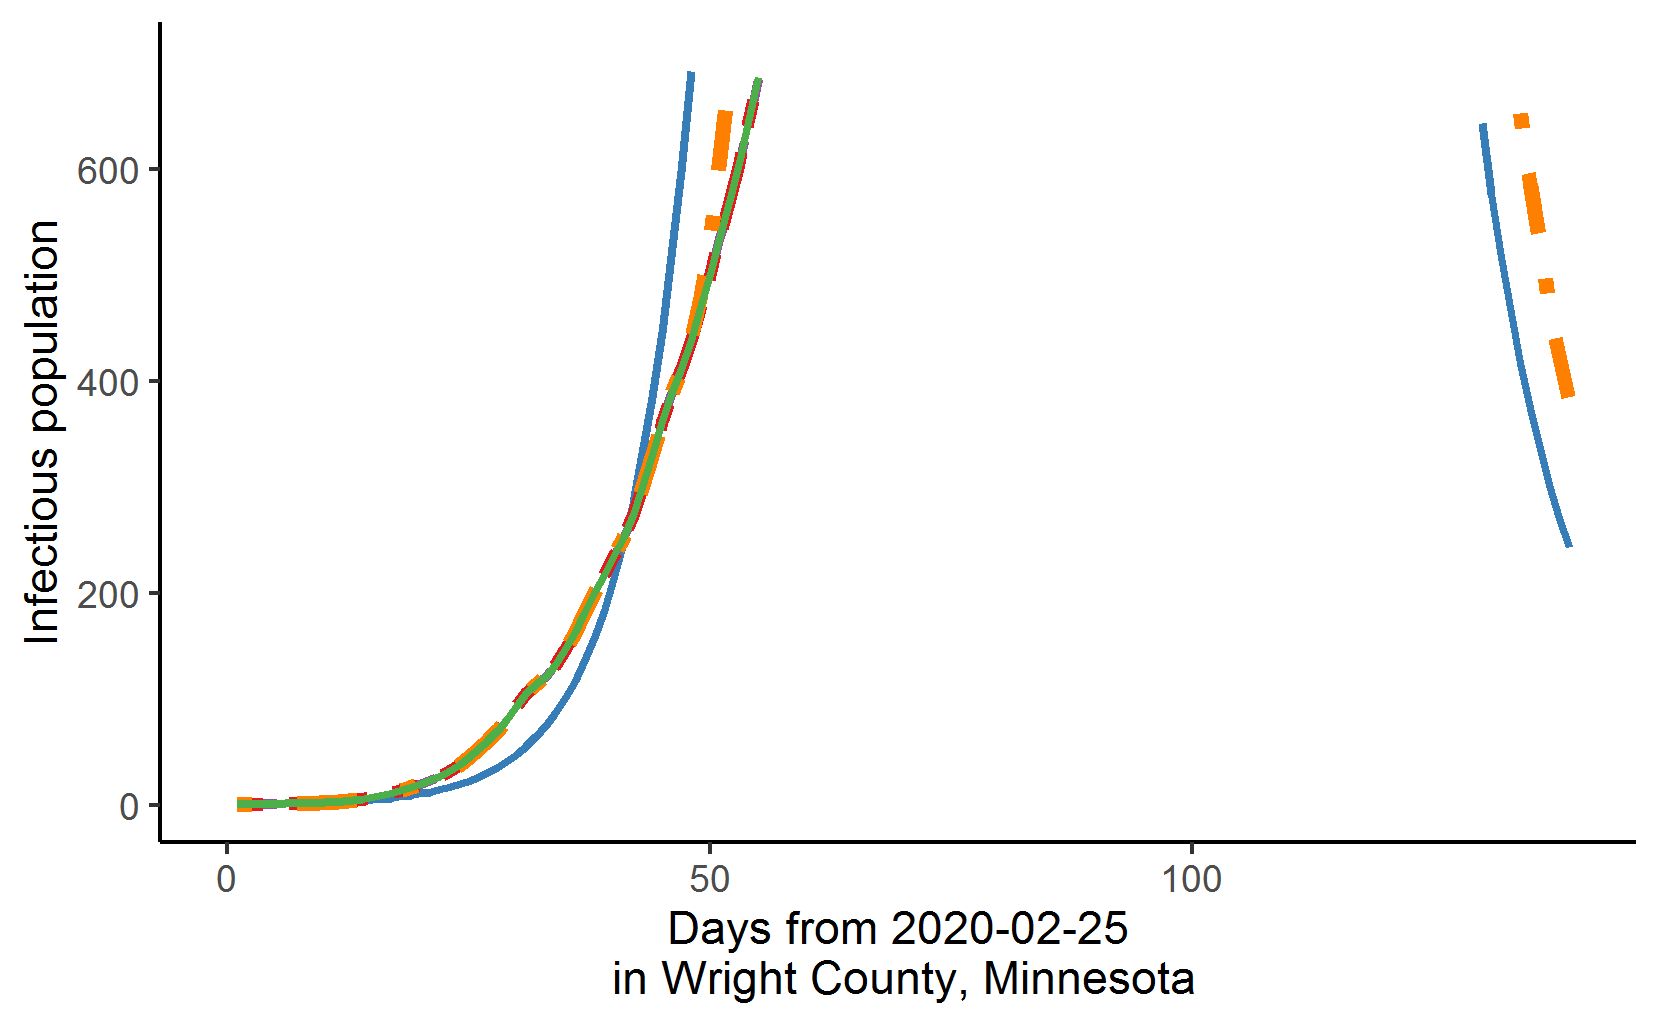 Infectious population
600
400
200
0
0 50 100
Days from 2020-02-25
in Wright County, Minnesota